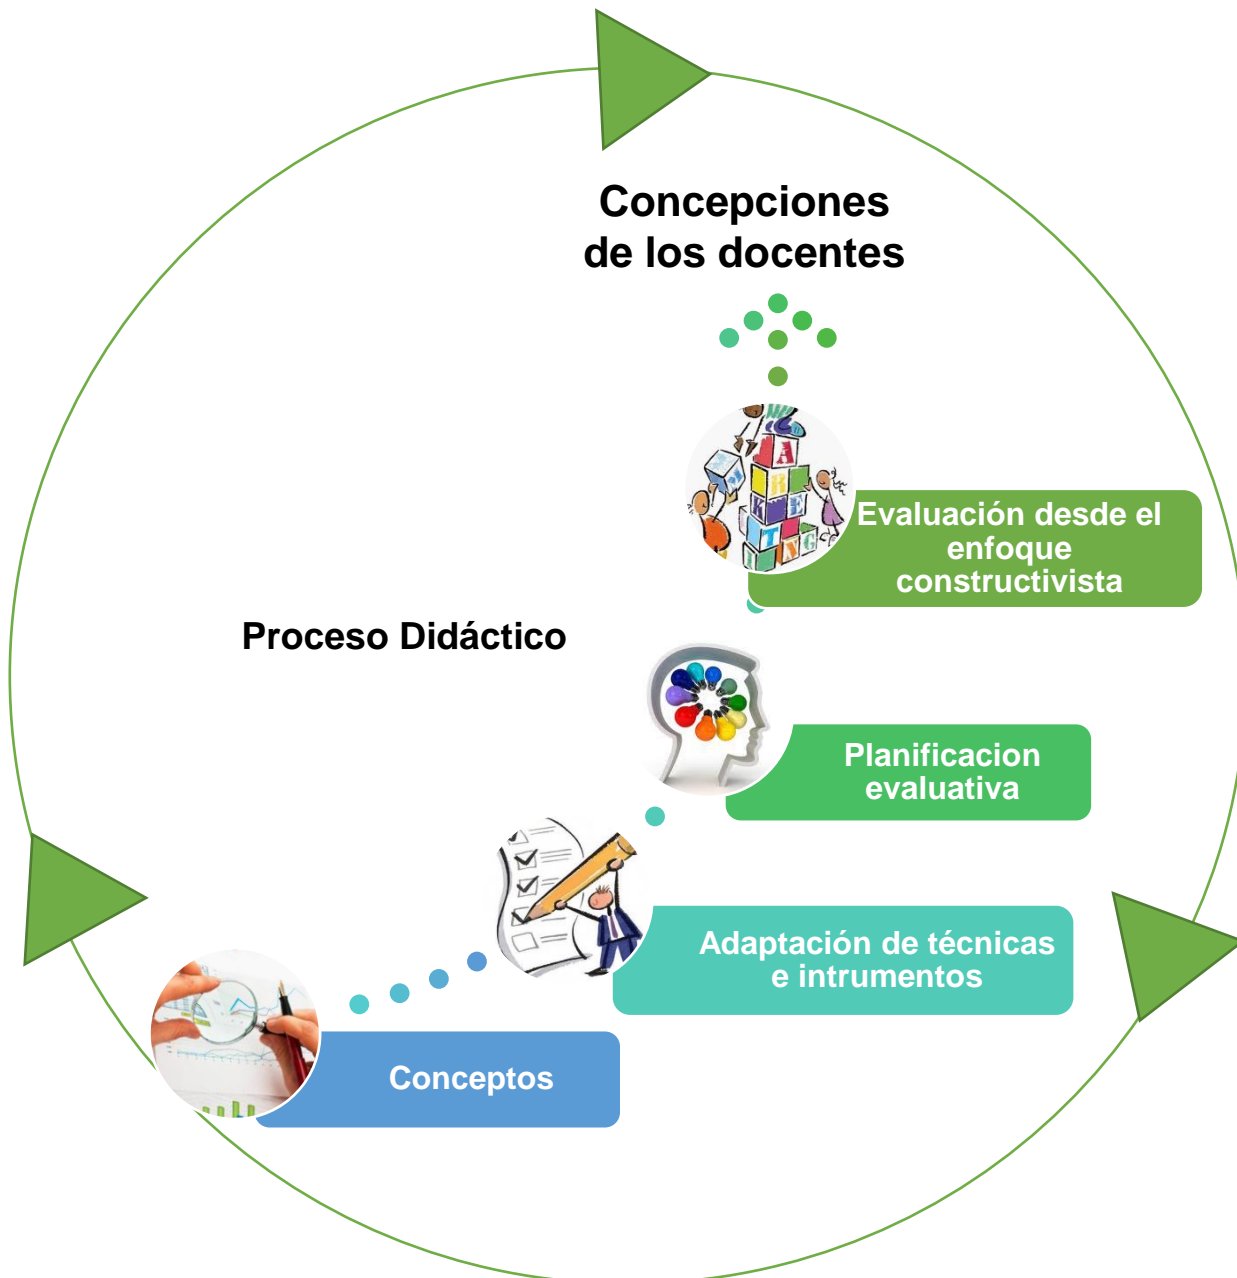 Concepciones
de los docentes
Evaluación desde el
enfoque
constructivista
Proceso Didáctico
Planificacion
evaluativa
Adaptación de técnicas
e intrumentos
Conceptos